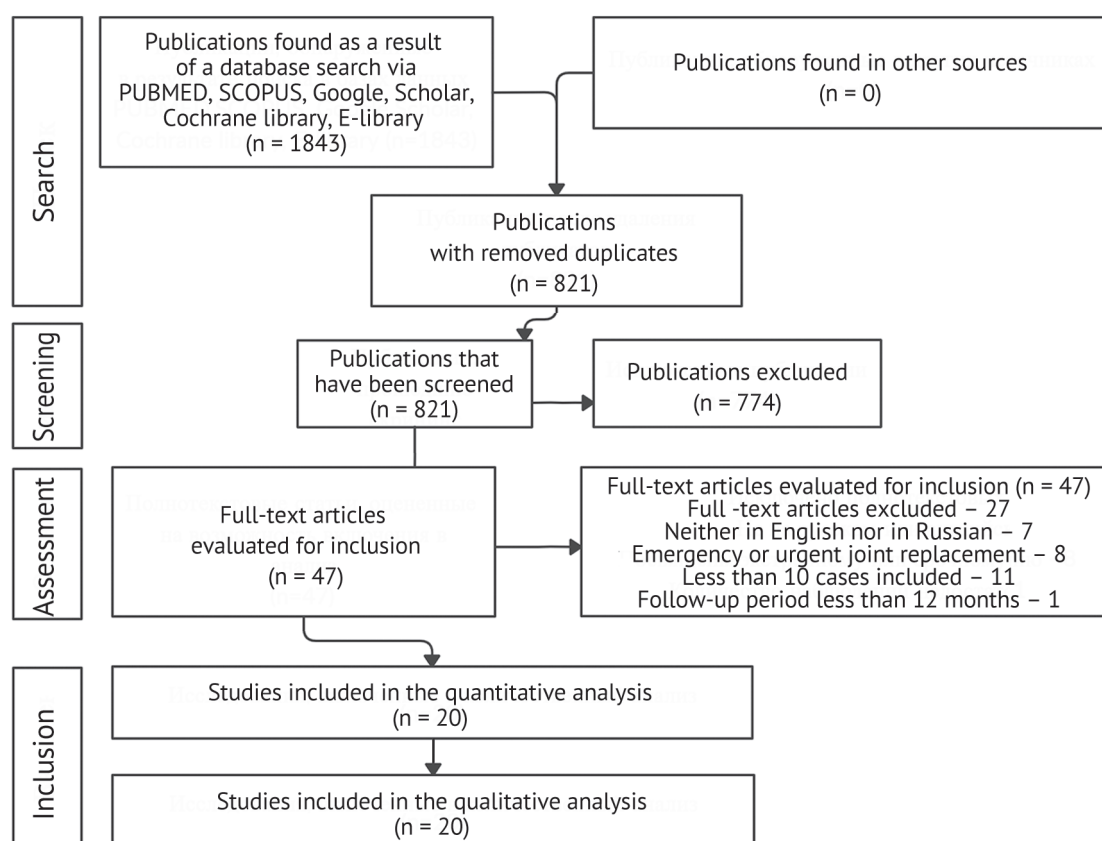 Search
Publications found as a result
of a database search via
PUBMED, SCOPUS, Google, Scholar,
Cochrane library, E-library
(n = 1843)
Publications found in other sources
(n = 0)
Publications
with removed duplicates
(n = 821)
Screening
Publications that
have been screened
(n = 821)
Publications excluded
(n = 774)
Assessment
Full-text articles
evaluated for inclusion
(n = 47)
Full-text articles evaluated for inclusion (n = 47)
Full -text articles excluded – 27
Neither in English nor in Russian – 7
Emergency or urgent joint replacement – 8
Less than 10 cases included – 11
Follow-up period less than 12 months – 1
Inclusion
Studies included in the quantitative analysis
(n = 20)
Studies included in the qualitative analysis
(n = 20)